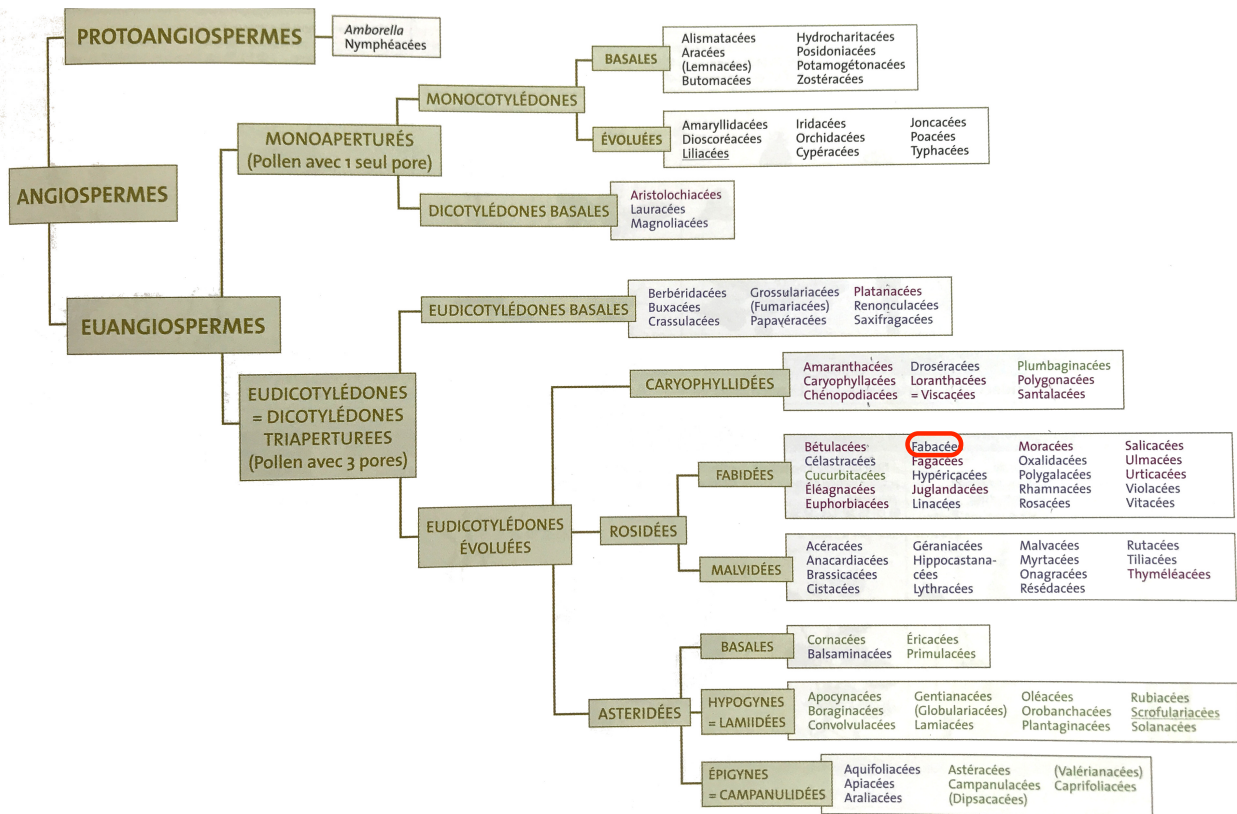 PROTOANGIOSPERMES
Amborella
Nymphéacées
ANGIOSPERMES
EUANGIOSPERMES
MONOAPERTURÉS
(Pollen avec 1 seul pore)
MONOCOTYLÉDONES
BASALES
Alismatacées Hydrocharitacées
Aracées Posidoniacées
(Lemnacées) Potamogétonacées
Butomacées Zostéracées
ÉVOLUÉES
Amaryllidacées Iridacées Joncacées
Dioscoréacées Orchidacées Poacées
Liliacées Cypéracées Typhacées
DICOTYLÉDONES BASALES
Aristolochiacées
Lauracées
Magnoliacées
EUDICOTYLÉDONES
= DICOTYLÉDONES
TRIAPERTUREES
(Pollen avec 3 pores)
EUDICOTYLÉDONES BASALES
Berbéridacées Grossulariacées Platanacées
Buxacées (Fumariacées) Renonculacées
Crassulacées Papavéracées Saxifragacées
EUDICOTYLÉDONES
ÉVOLUÉES
CARYOPHYLLIDÉES
Amaranthacées Droséracées Plumbaginacées
Caryophyllacées Loranthacées Polygonacées
Chénopodiacées = Viscacées Santalacées
ROSIDÉES
FABIDÉES
Bétulacées Fabacée Moracées Salicacées
Célastracées Fagacées Oxalidacées Ulmacées
Cucurbitacées Hypéricacées Polygalacées Urticacées
Éléagnacées Juglandacées Rhamnacées Violacées
Euphorbiacées Linacées Rosacées Vitacées
MALVIDÉES
Acéracées Géraniacées Malvacées Rutacées
Anacardiacées Hippocastana- Myrtacées Tiliacées
Brassicacées cées Onagracées Thyméléacées
Cistacées Lythracées Résédacées
ASTERIDÉES
BASALES
Cornacées Éricacées
Balsaminacées Primulacées
HYPOGYNES
= LAMIIDÉES
Apocynacées Gentianacées Oléacées Rubiacées
Boraginacées (Globulariacées) Orobanchacées Scrofulariacées
Convolvulacées Lamiacées Plantaginacées Solanacées
ÉPIGYNES
= CAMPANULIDÉES
Aquifoliacées Astéracées (Valérianacées)
Apiacées Campanulacées Caprifoliacées
Araliacées (Dipsacacées)